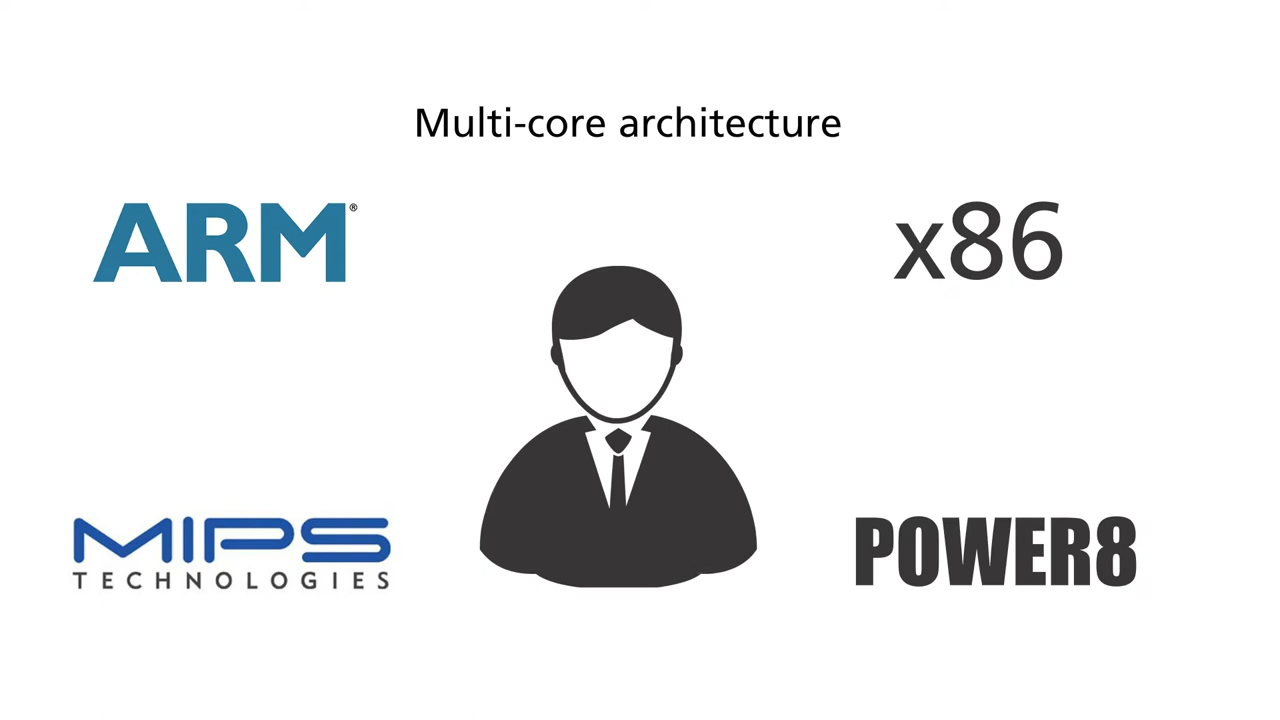 Multi-core architecture
ARM®
x86
MIPS
TECHNOLOGIES
POWER8